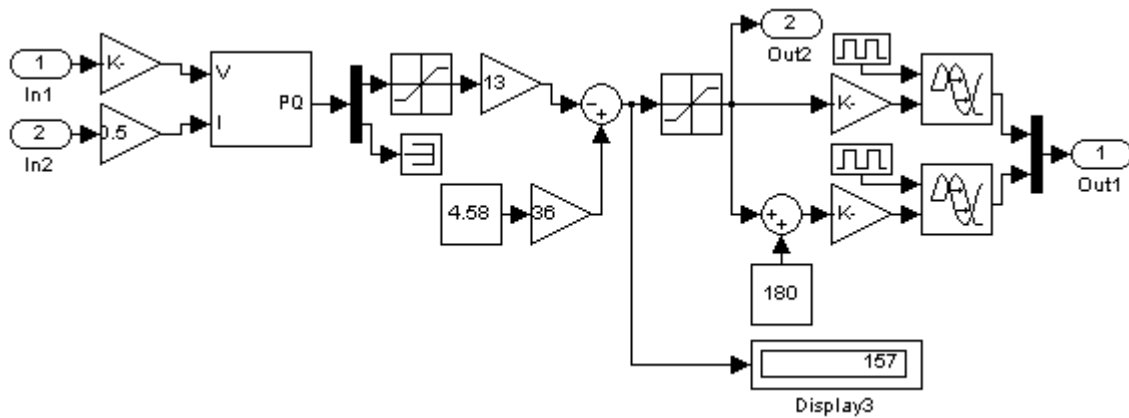 1
In1
K-
2
In2
0.5
V
I
PQ
13
4.58
36
−
+
2
Out2
K-
+
+
K-
180
1
Out1
157
Display3